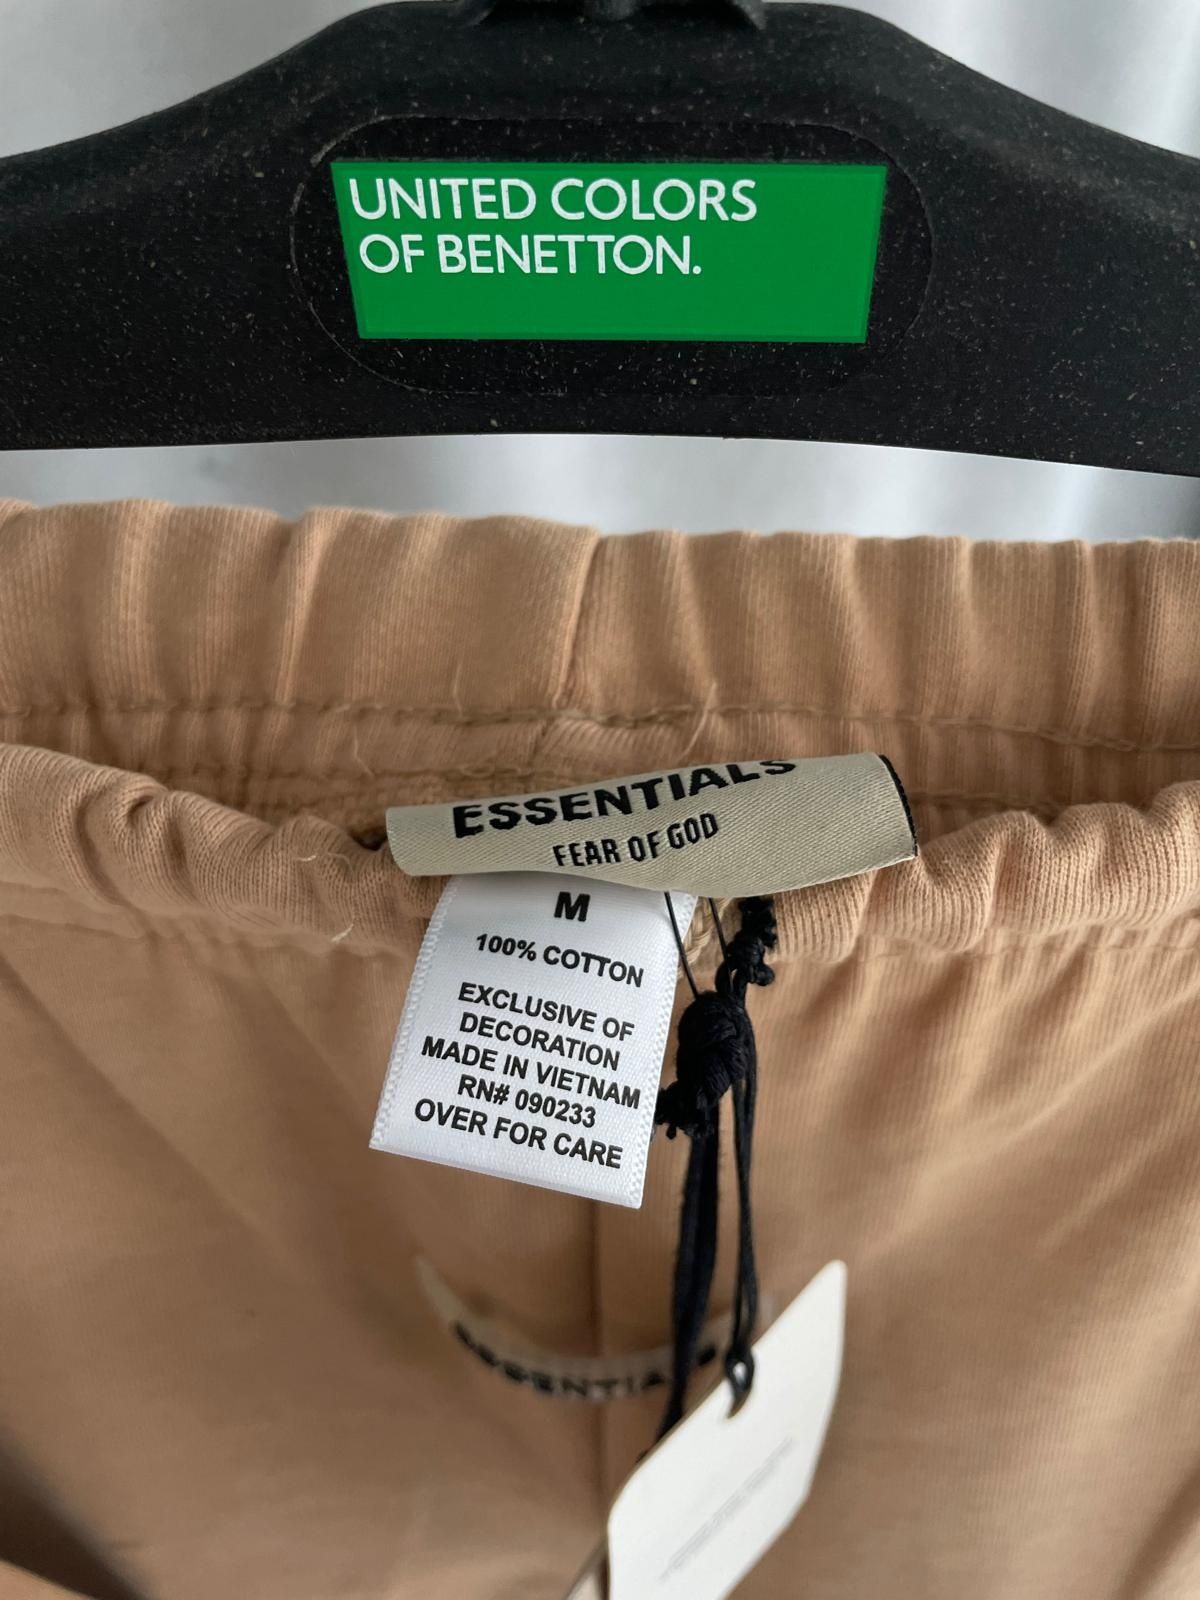 UNITED COLORS
OF BENETTON.
ESSENTIALS
FEAR OF GOD
M
100% COTTON
EXCLUSIVE OF
DECORATION
MADE IN VIETNAM
RN# 090233
OVER FOR CARE
ESSENTIALS